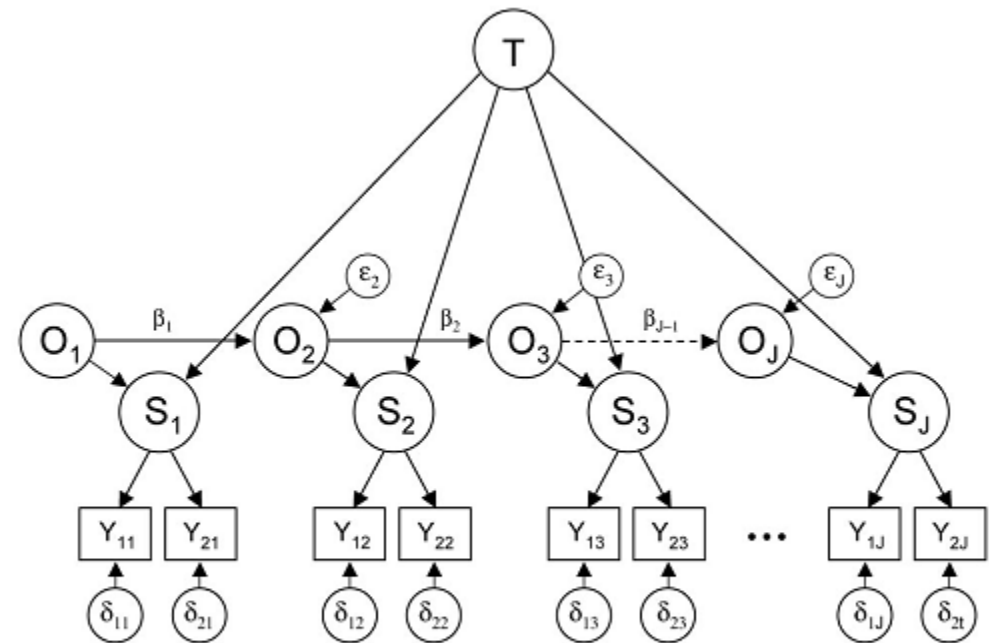 T
ε2 ε3 εJ
β1 β2 βJ–1
O1 O2 O3 OJ
S1 S2 S3 SJ
Y11 Y21 Y12 Y22 Y13 Y23 ••• Y1J Y2J
δ11 δ21 δ12 δ22 δ13 δ23 δ1J δ2t